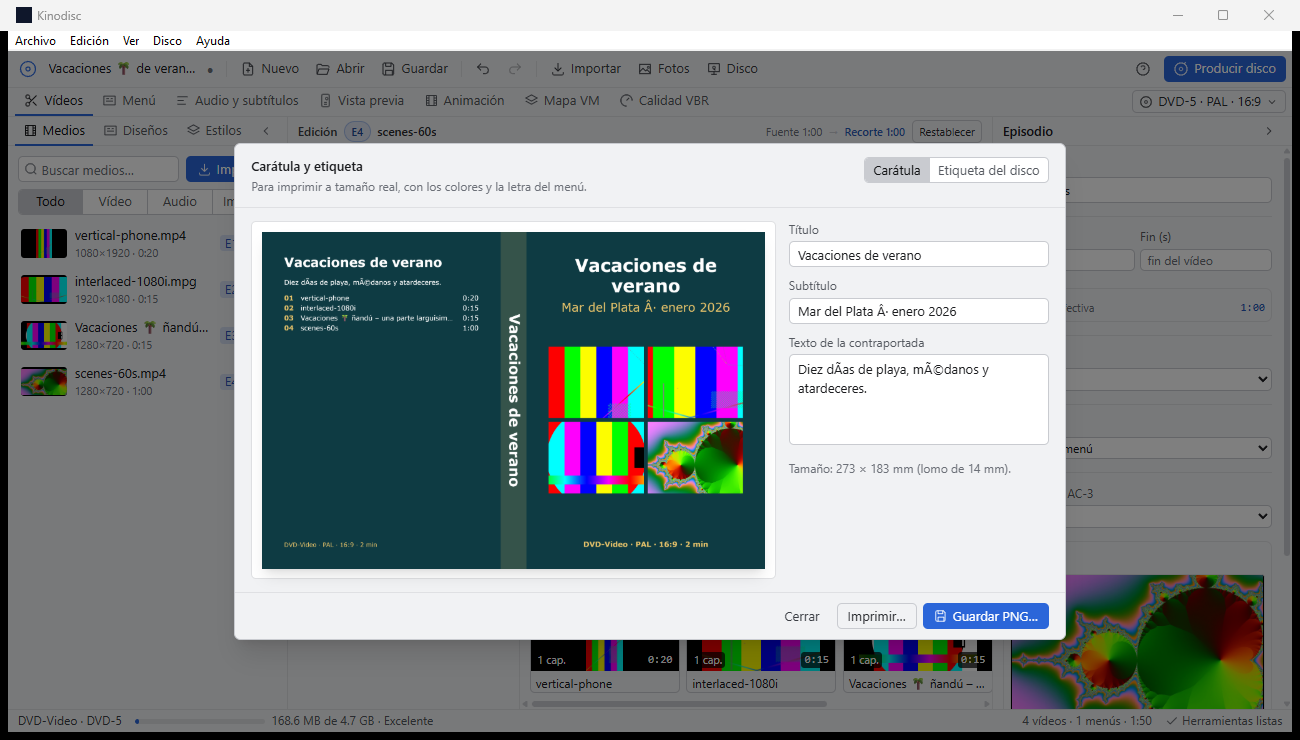 Kinodisc
Archivo Edición Ver Disco Ayuda
Vacaciones 🌴 de veran... • Nuevo Abrir Guardar Importar Fotos Disco Producir disco
Vídeos Menú Audio y subtítulos Vista previa Animación Mapa VM Calidad VBR DVD-5 · PAL · 16:9
Medios Diseños Estilos Edición E4 scenes-60s Fuente 1:00 → Recorte 1:00 Restablecer Episodio
Buscar medios...
Todo Vídeo Audio
vertical-phone.mp4
1080×1920 · 0:20
interlaced-1080i.mpg
1920×1080 · 0:15
Vacaciones 🌴 ñandú...
1280×720 · 0:15
scenes-60s.mp4
1280×720 · 1:00
Carátula y etiqueta
Para imprimir a tamaño real, con los colores y la letra del menú.
Carátula Etiqueta del disco
Vacaciones de verano
Diez dÃas de playa, mÃ©danos y atardeceres.
01 vertical-phone 0:20
02 interlaced-1080i 0:15
03 Vacaciones 🌴 ñandú – una parte larguísim... 0:15
04 scenes-60s 1:00
DVD-Video · PAL · 16:9 · 2 min
Vacaciones de verano
Vacaciones de
verano
Mar del Plata Â· enero 2026
DVD-Video · PAL · 16:9 · 2 min
Título
Vacaciones de verano
Subtítulo
Mar del Plata Â· enero 2026
Texto de la contraportada
Diez dÃas de playa, mÃ©danos y
atardeceres.
Tamaño: 273 × 183 mm (lomo de 14 mm).
Cerrar Imprimir... Guardar PNG...
Fin (s)
fin del vídeo
1:00
menú
AC-3
1 cap. 0:20 1 cap. 0:15 1 cap. 0:15
vertical-phone interlaced-1080i Vacaciones 🌴 ñandú – ...
DVD-Video · DVD-5 168.6 MB de 4.7 GB · Excelente 4 vídeos · 1 menús · 1:50 Herramientas listas